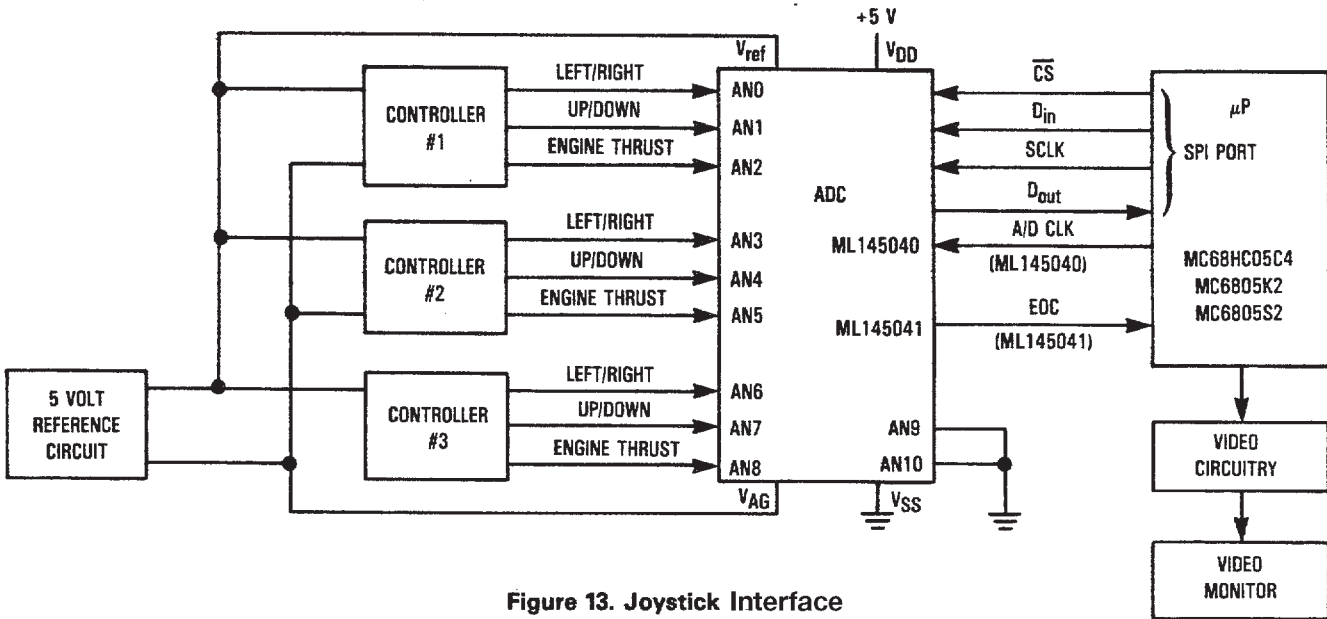 +5 V
Vref
VDD
LEFT/RIGHT
AN0
CS
CONTROLLER
#1
UP/DOWN
AN1
Din
ENGINE THRUST
AN2
SCLK
μP
SPI PORT
ADC
Dout
LEFT/RIGHT
AN3
ML145040
A/D CLK
(ML145040)
CONTROLLER
#2
UP/DOWN
AN4
ENGINE THRUST
AN5
MC68HC05C4
MC6805K2
MC6805S2
ML145041
EOC
(ML145041)
5 VOLT
REFERENCE
CIRCUIT
CONTROLLER
#3
LEFT/RIGHT
AN6
UP/DOWN
AN7
ENGINE THRUST
AN8
AN9
AN10
VAG
VSS
VIDEO
CIRCUITRY
VIDEO
MONITOR
Figure 13. Joystick Interface